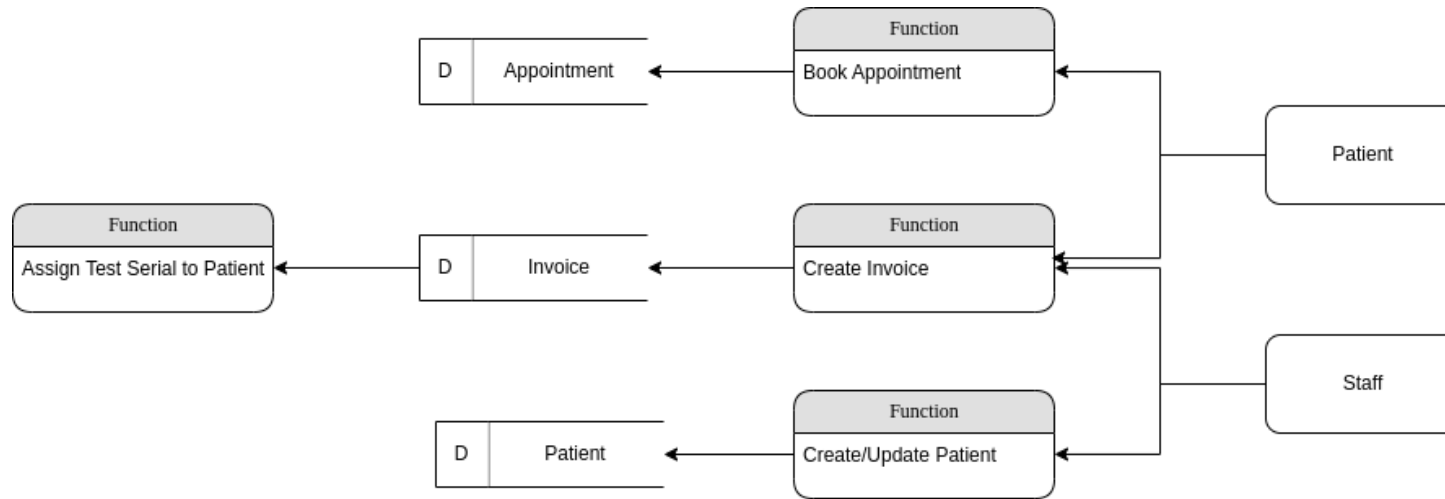 Function
Book Appointment
D
Appointment
Patient
Function
Assign Test Serial to Patient
D
Invoice
Function
Create Invoice
Staff
D
Patient
Function
Create/Update Patient